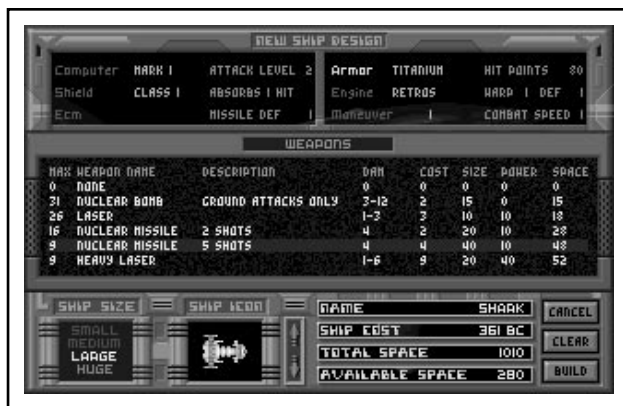 NEW SHIP DESIGN
Computer MARK I ATTACK LEVEL 2 Armor TITANIUM HIT POINTS 80
Shield CLASS I ABSORBS 1 HIT Engine RETROS WARP 1 DEF 1
Ecm MISSILE DEF 1 Maneuver I COMBAT SPEED 1
WEAPONS
MAX WEAPON NAME DESCRIPTION DAM COST SIZE POWER SPACE
0 NONE 0 0 0 0 0
31 NUCLEAR BOMB GROUND ATTACKS ONLY 3-12 2 15 0 15
26 LASER 1-3 3 10 10 18
16 NUCLEAR MISSILE 2 SHOTS 4 2 20 10 28
9 NUCLEAR MISSILE 5 SHOTS 4 4 40 10 48
9 HEAVY LASER 1-6 9 20 40 52
SHIP SIZE SHIP ICON NAME SHARK CANCEL
SMALL
MEDIUM SHIP COST 361 BC
LARGE TOTAL SPACE 1010 CLEAR
HUGE AVAILABLE SPACE 280 BUILD